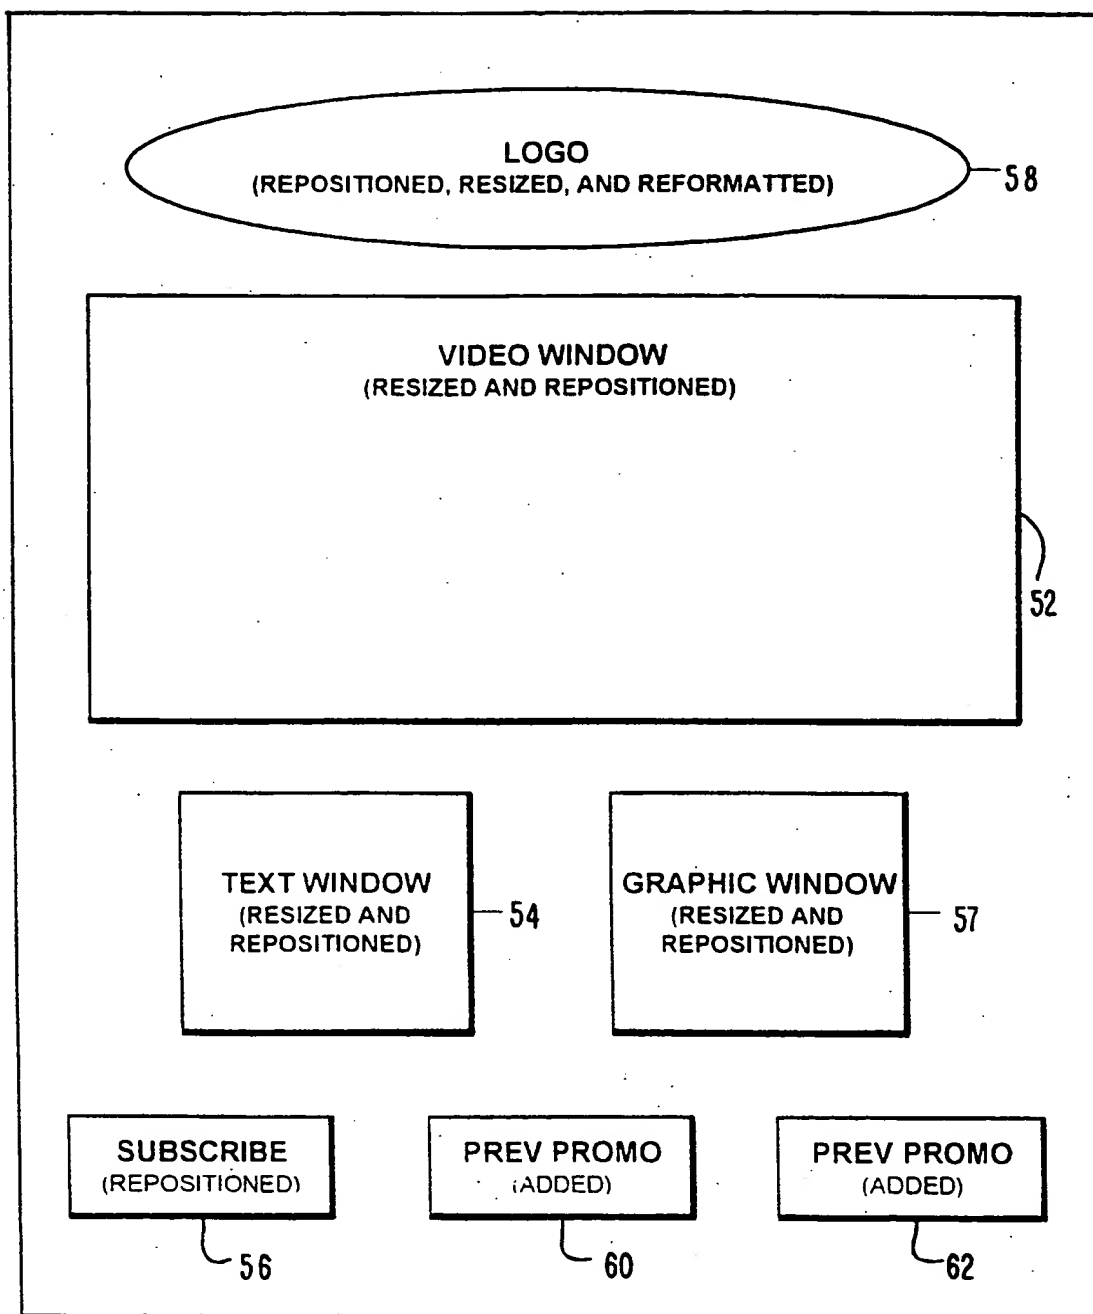 LOGO
(REPOSITIONED, RESIZED, AND REFORMATTED)
58
VIDEO WINDOW
(RESIZED AND REPOSITIONED)
52
TEXT WINDOW
(RESIZED AND
REPOSITIONED)
54
GRAPHIC WINDOW
(RESIZED AND
REPOSITIONED)
57
SUBSCRIBE
(REPOSITIONED)
56
PREV PROMO
(ADDED)
60
PREV PROMO
(ADDED)
62